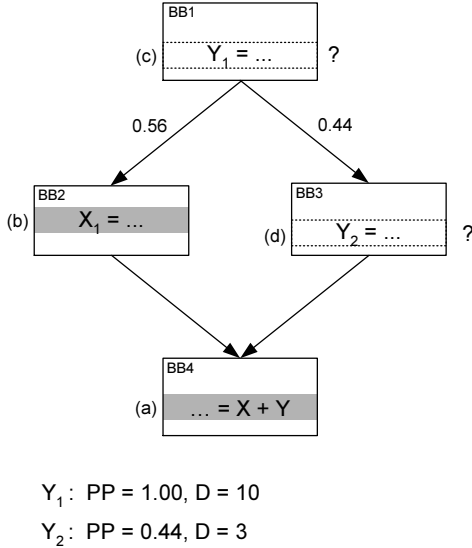 BB1
(c) Y₁ = ... ?
0.56 0.44
BB2 BB3
(b) X₁ = ... (d) Y₂ = ... ?
BB4
(a) ... = X + Y
Y₁ : PP = 1.00, D = 10
Y₂ : PP = 0.44, D = 3